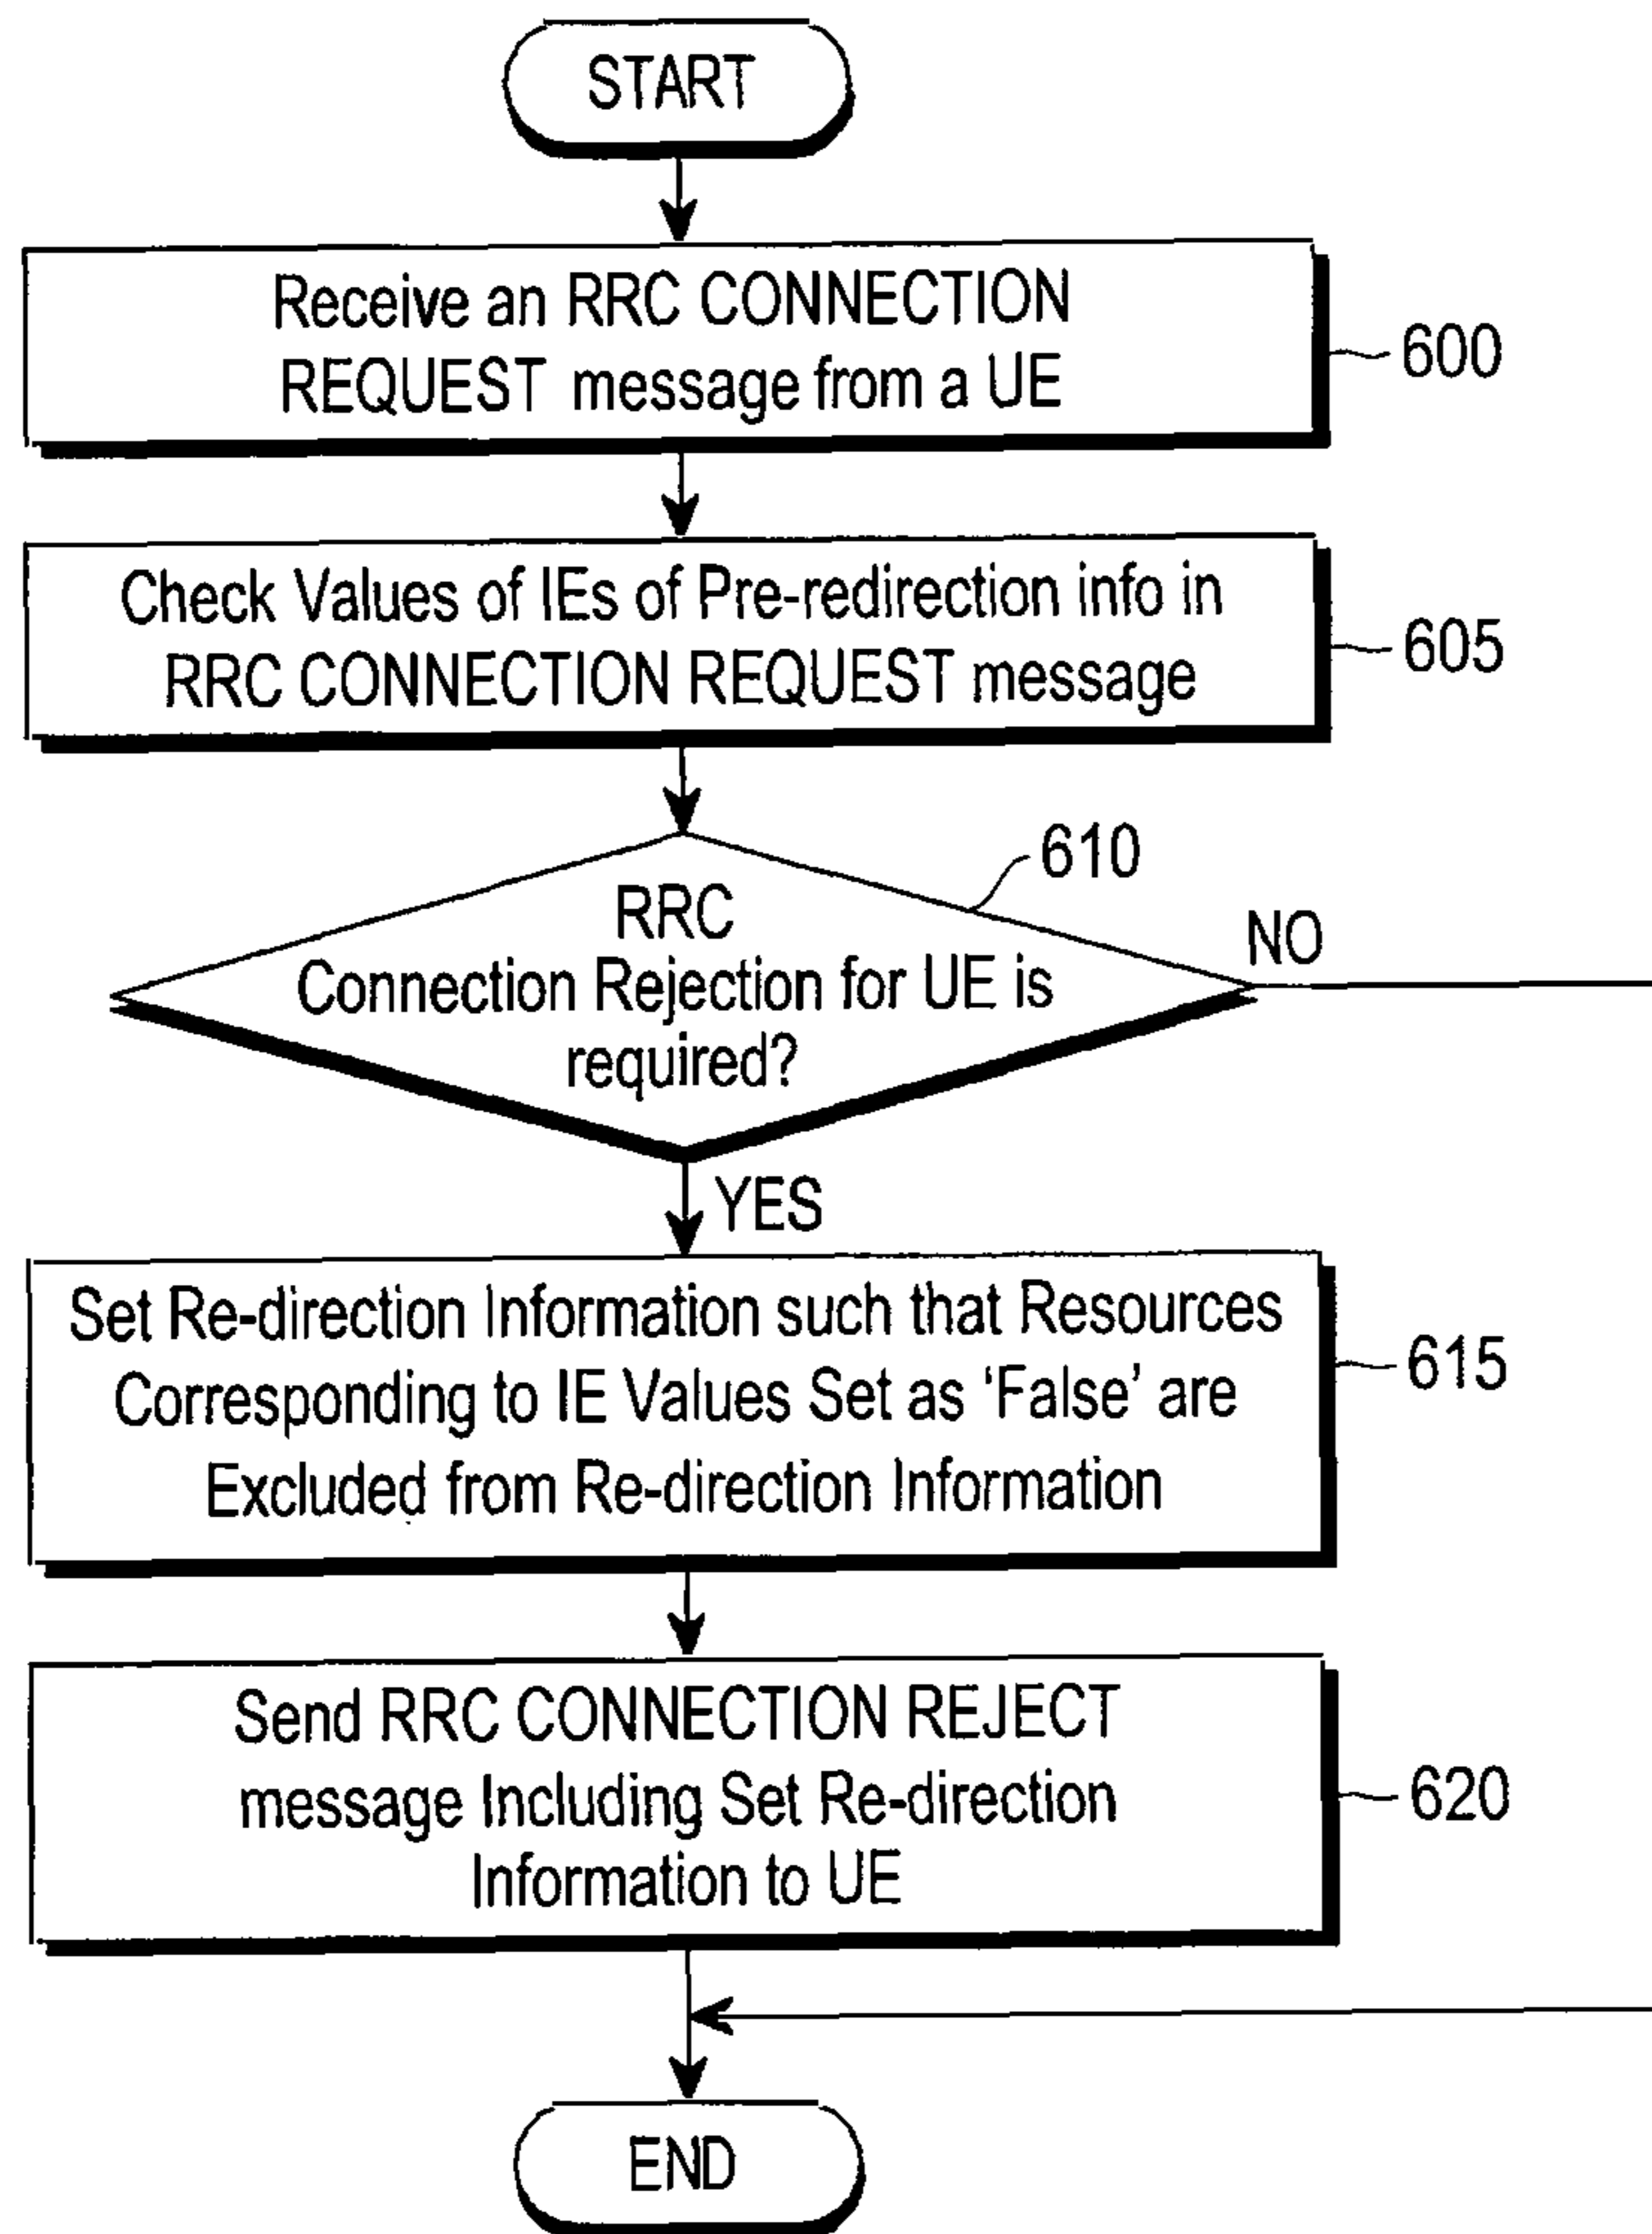 START
Receive an RRC CONNECTION
REQUEST message from a UE
600
Check Values of IEs of Pre-redirection info in
RRC CONNECTION REQUEST message
605
610
RRC
Connection Rejection for UE is
required?
NO
YES
Set Re-direction Information such that Resources
Corresponding to IE Values Set as ‘False’ are
Excluded from Re-direction Information
615
Send RRC CONNECTION REJECT
message Including Set Re-direction
Information to UE
620
END